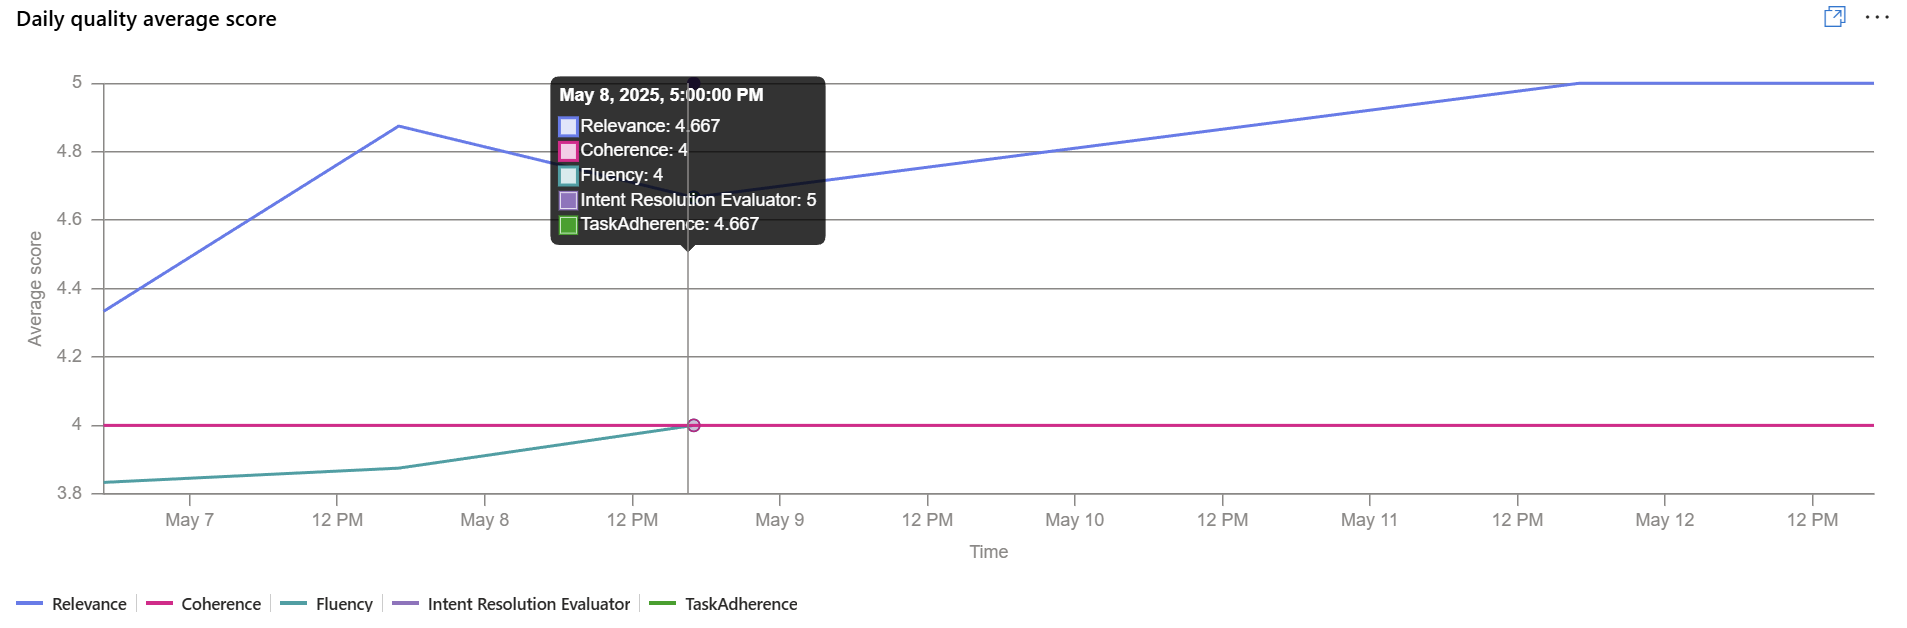 Daily quality average score
5
4.8
4.6
4.4
4.2
4
3.8
Average score
May 8, 2025, 5:00:00 PM
Relevance: 4.667
Coherence: 4
Fluency: 4
Intent Resolution Evaluator: 5
TaskAdherence: 4.667
May 7
12 PM
May 8
12 PM
May 9
12 PM
May 10
12 PM
May 11
12 PM
May 12
12 PM
Time
Relevance
Coherence
Fluency
Intent Resolution Evaluator
TaskAdherence